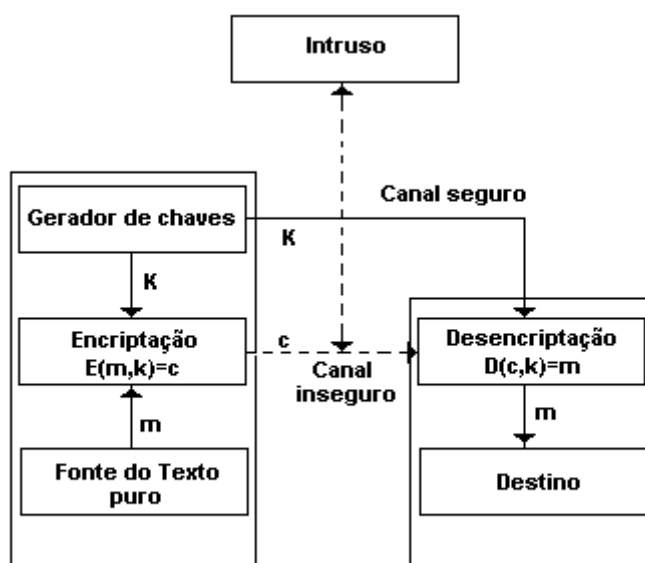 Intruso
Canal seguro
Gerador de chaves
K
K
Encriptação
E(m,k)=c
c
Canal
inseguro
Desencriptação
D(c,k)=m
m
m
Fonte do Texto
puro
Destino